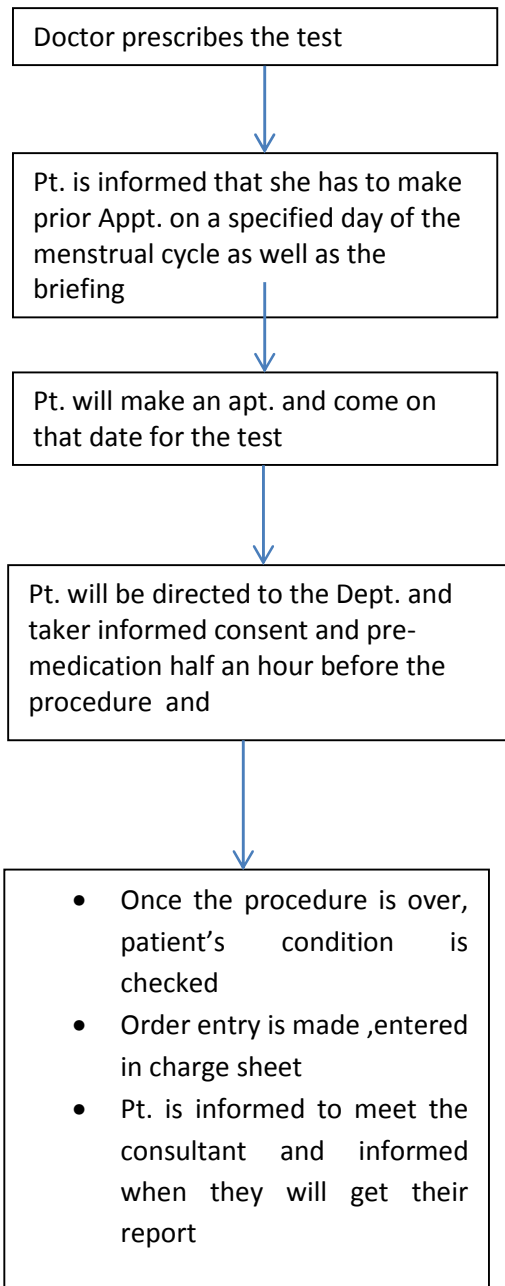 Doctor prescribes the test
Pt. is informed that she has to make
prior Appt. on a specified day of the
menstrual cycle as well as the
briefing
Pt. will make an apt. and come on
that date for the test
Pt. will be directed to the Dept. and
taker informed consent and pre-
medication half an hour before the
procedure and
• Once the procedure is over,
patient's condition is
checked
• Order entry is made ,entered
in charge sheet
• Pt. is informed to meet the
consultant and informed
when they will get their
report